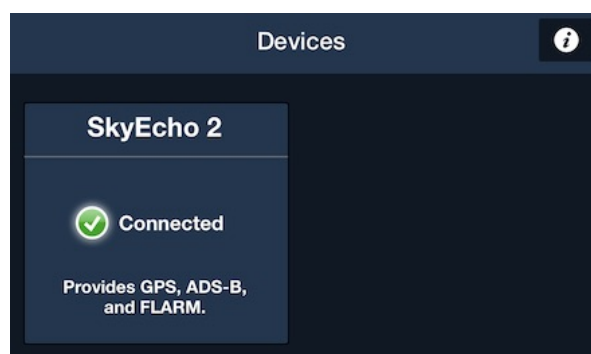 Devices
SkyEcho 2
Connected
Provides GPS, ADS-B,
and FLARM.